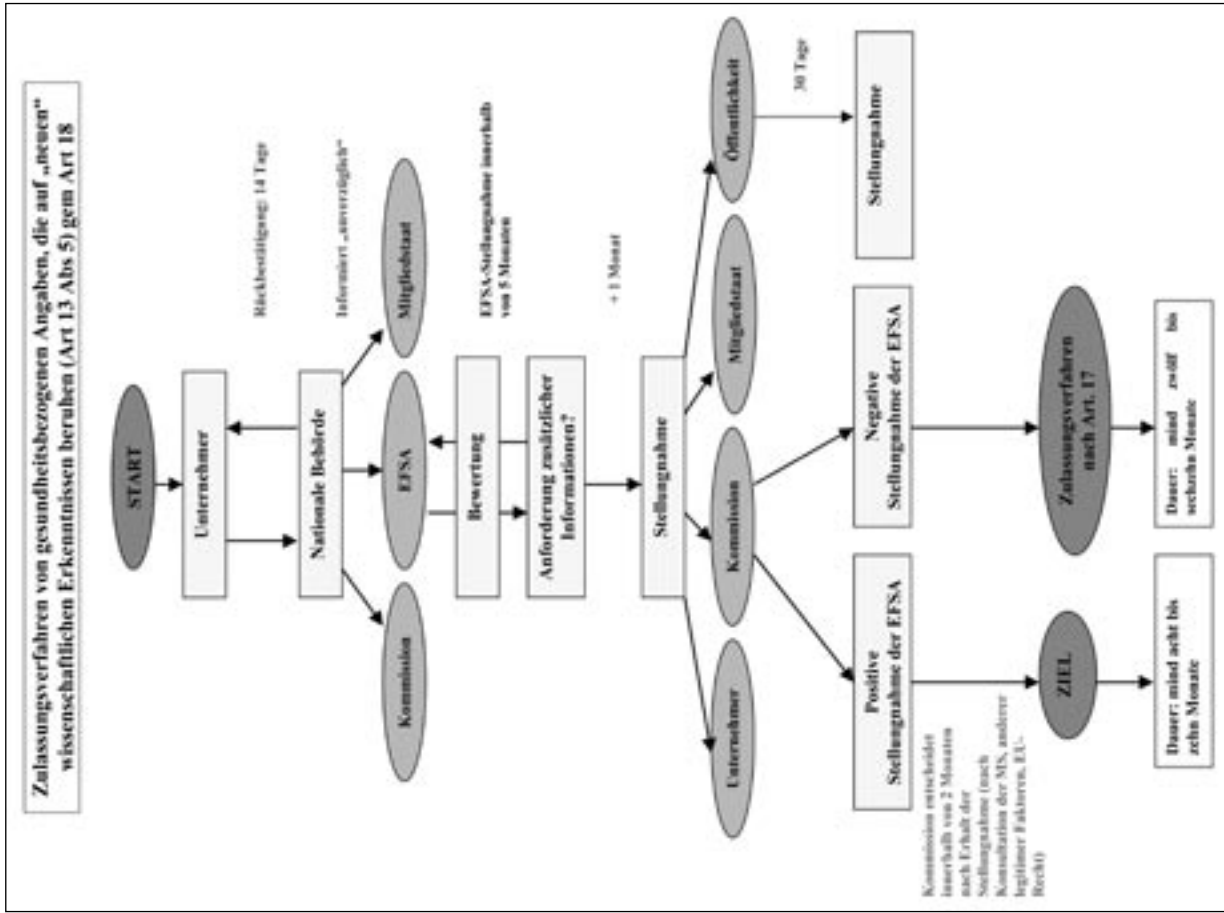 Zulassungsverfahren von gesundheitsbezogenen Angaben, die auf „neuen“
wissenschaftlichen Erkenntnissen beruhen (Art 13 Abs 5) gem Art 18
START
Unternehmer
Rückbestätigung: 14 Tage
Nationale Behörde
Informiert „unverzüglich“
Kommission
EFSA
Mitgliedstaat
Bewertung
EFSA-Stellungnahme innerhalb
von 5 Monaten
Anforderung zusätzlicher
Informationen?
+ 1 Monat
Stellungnahme
Unternehmer
Kommission
Mitgliedstaat
Öffentlichkeit
30 Tage
Positive
Stellungnahme der EFSA
Negative
Stellungnahme der EFSA
Stellungnahme
Kommission entscheidet
innerhalb von 2 Monaten
nach Erhalt der
Stellungnahme (nach
Konsultation der MS, anderer
legitimer Faktoren, EU-
Recht)
ZIEL
Zulassungsverfahren
nach Art. 17
Dauer: mind acht bis
zehn Monate
Dauer: mind zwölf bis
sechzehn Monate